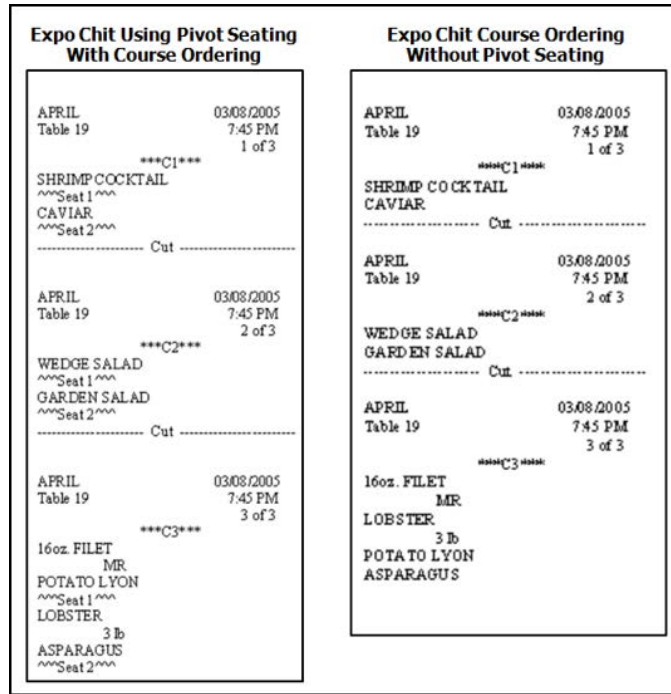 Expo Chit Using Pivot Seating
With Course Ordering
APRIL 03/08/2005
Table 19 7:45 PM
1 of 3
***C1***
SHRIMP COCKTAIL
^^^Seat 1^^^
CAVIAR
^^^Seat 2^^^
---------------------- Cut ------------------------
APRIL 03/08/2005
Table 19 7:45 PM
2 of 3
***C2***
WEDGE SALAD
^^^Seat 1^^^
GARDEN SALAD
^^^Seat 2^^^
---------------------- Cut ------------------------
APRIL 03/08/2005
Table 19 7:45 PM
3 of 3
***C3***
16oz. FILET
MR
POTATO LYON
^^^Seat 1^^^
LOBSTER
3 lb
ASPARAGUS
^^^Seat 2^^^
Expo Chit Course Ordering
Without Pivot Seating
APRIL 03/08/2005
Table 19 7:45 PM
1 of 3
****C1****
SHRIMP COCKTAIL
CAVIAR
---------------------- Cut ------------------------
APRIL 03/08/2005
Table 19 7:45 PM
2 of 3
****C2****
WEDGE SALAD
GARDEN SALAD
---------------------- Cut ------------------------
APRIL 03/08/2005
Table 19 7:45 PM
3 of 3
****C3****
16oz. FILET
MR
LOBSTER
3 lb
POTATO LYON
ASPARAGUS